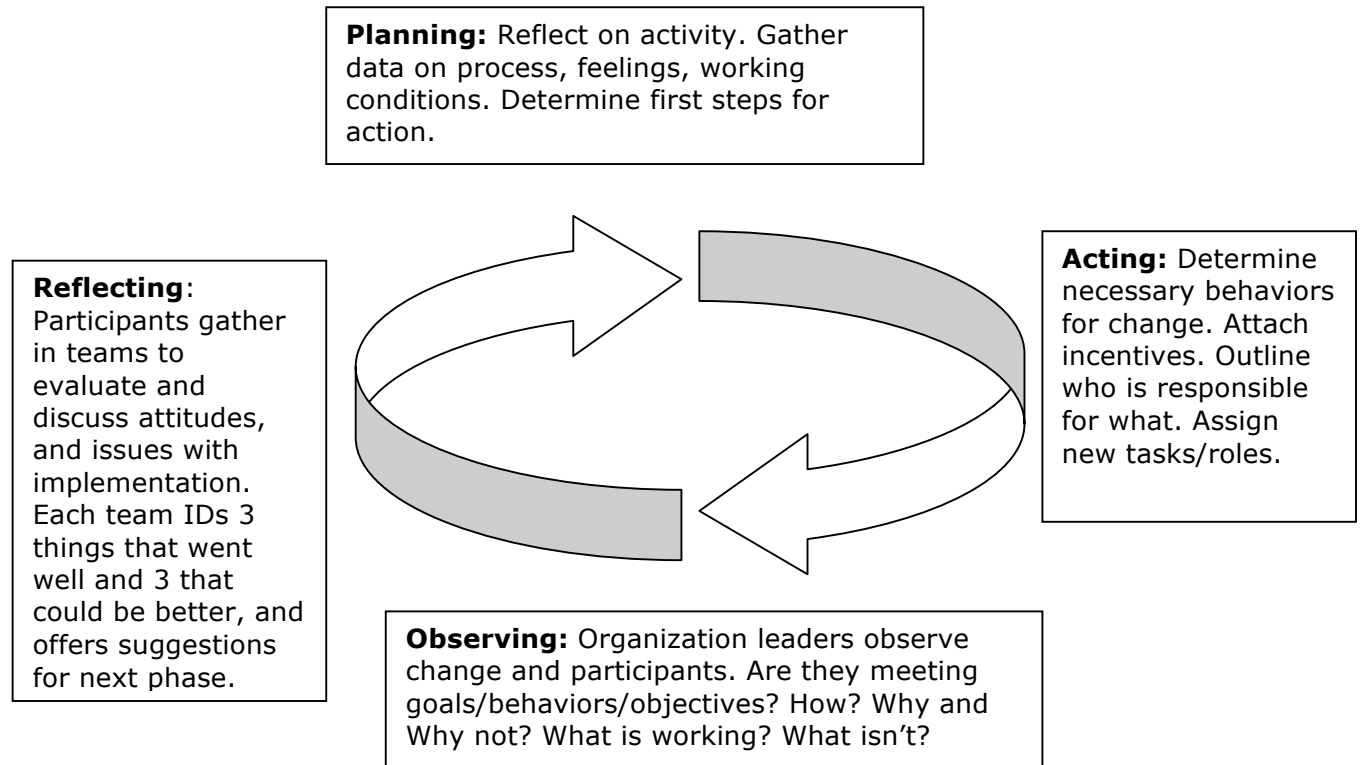 Planning: Reflect on activity. Gather
data on process, feelings, working
conditions. Determine first steps for
action.
Acting: Determine
necessary behaviors
for change. Attach
incentives. Outline
who is responsible
for what. Assign
new tasks/roles.
Observing: Organization leaders observe
change and participants. Are they meeting
goals/behaviors/objectives? How? Why and
Why not? What is working? What isn’t?
Reflecting:
Participants gather
in teams to
evaluate and
discuss attitudes,
and issues with
implementation.
Each team IDs 3
things that went
well and 3 that
could be better, and
offers suggestions
for next phase.